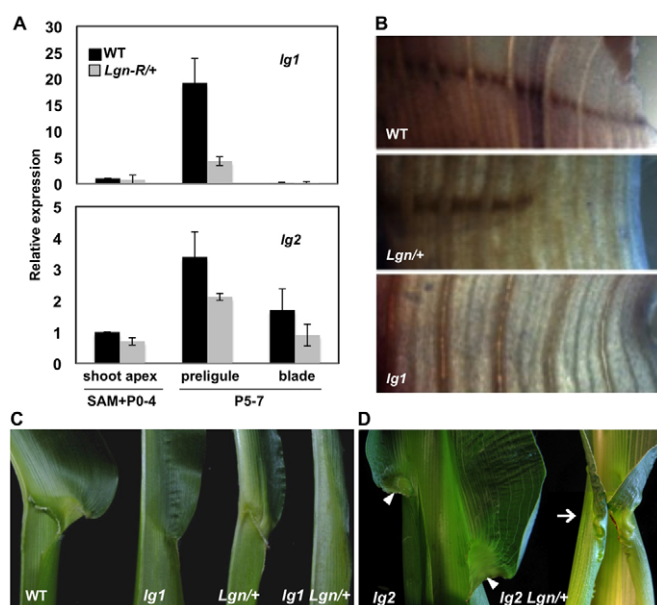 A
30
25
20
15
10
5
0
WT
Lgn-R/+
lg1
Relative expression
5
4
3
2
1
0
lg2
shoot apex preligule blade
SAM+P0-4 P5-7
B
WT
Lgn/+
lg1
C
WT lg1 Lgn/+ lg1 Lgn/+
D
lg2 lg2 Lgn/+